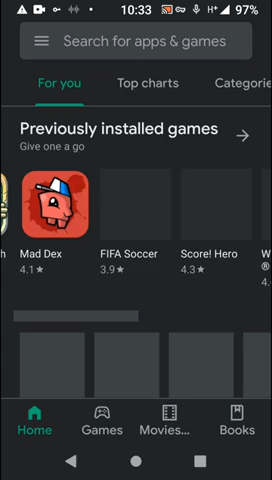 10:33
H+
97%
Search for apps & games
For you
Top charts
Categorie
Previously installed games
Give one a go
h
Mad Dex
FIFA Soccer
Score! Hero
W
®
4.1★
3.9★
4.3★
4.
Home
Games
Movies...
Books